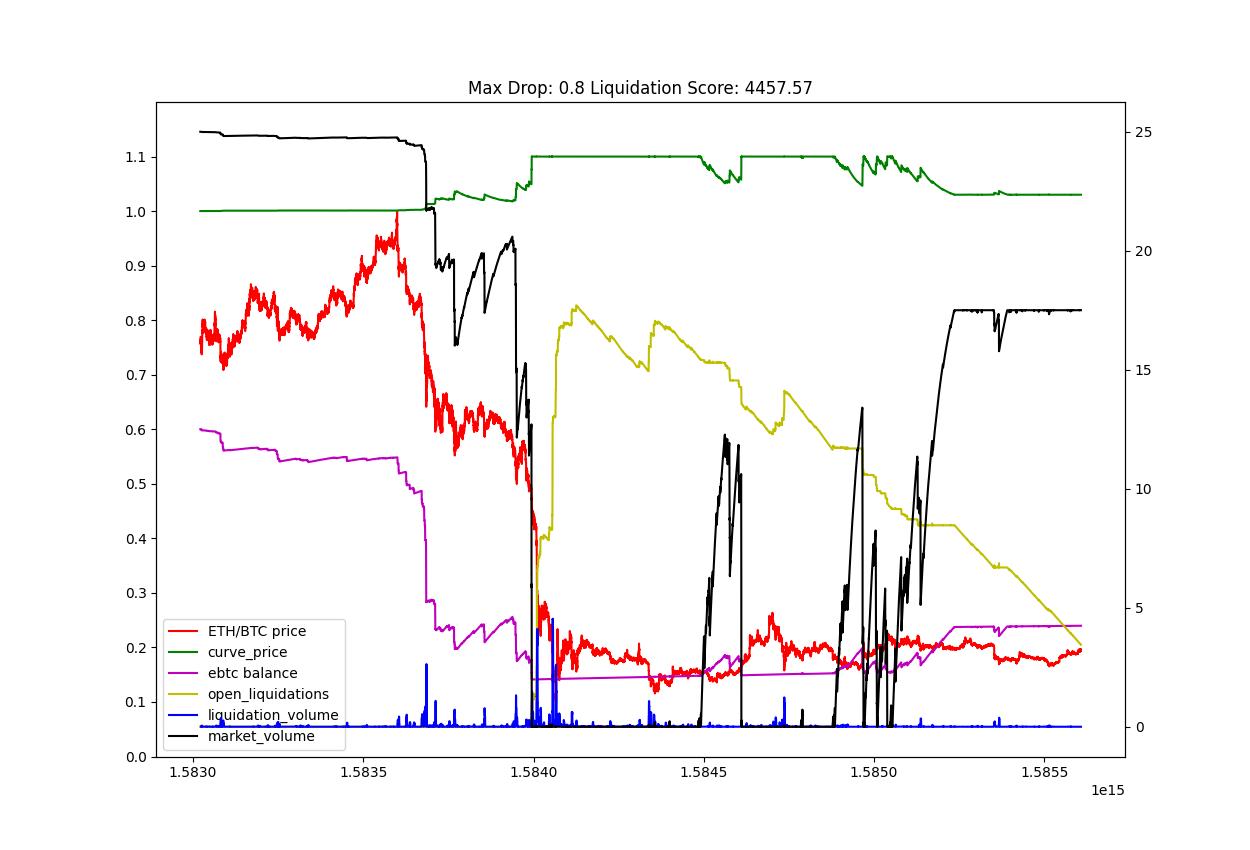 Max Drop: 0.8 Liquidation Score: 4457.57
1.1
1.0
0.9
0.8
0.7
0.6
0.5
0.4
0.3
0.2
0.1
0.0
25
20
15
10
5
0
ETH/BTC price
curve_price
ebtc balance
open_liquidations
liquidation_volume
market_volume
1.5830 1.5835 1.5840 1.5845 1.5850 1.5855
1e15